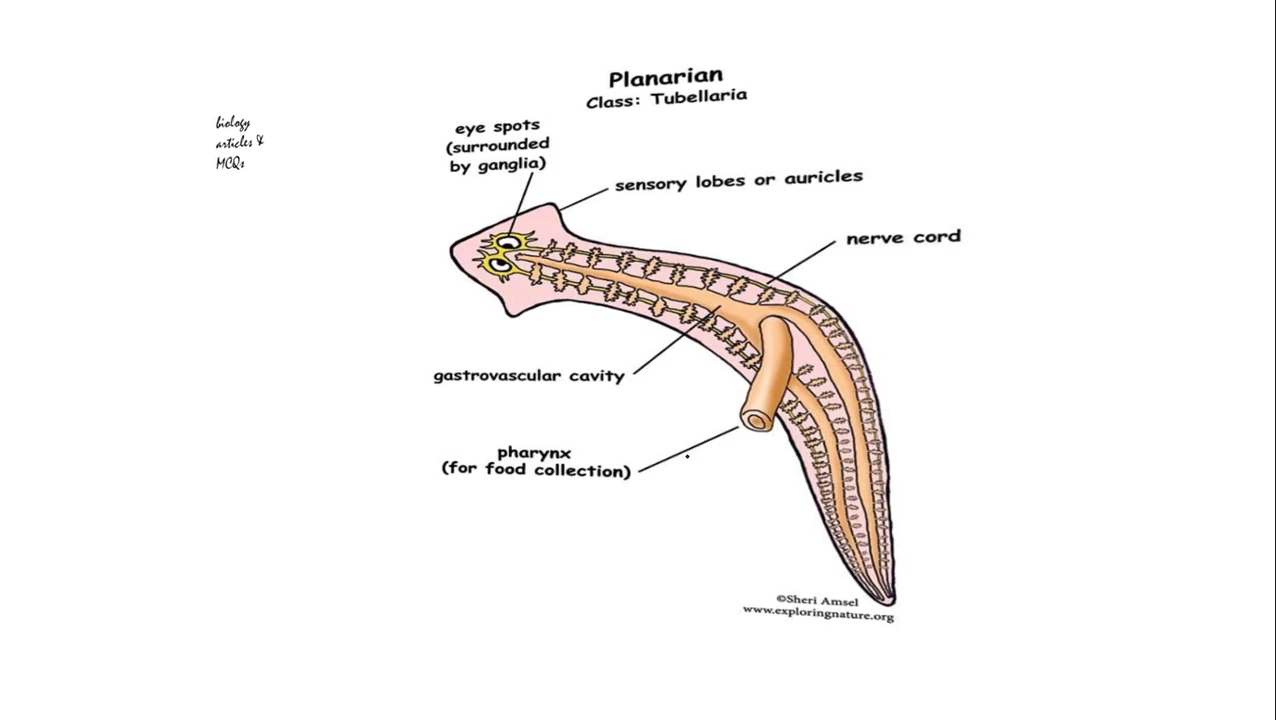 Planarian
Class: Tubellaria
biology
articles &
MCQs
eye spots
(surrounded
by ganglia)
sensory lobes or auricles
nerve cord
gastrovascular cavity
pharynx
(for food collection)
©Sheri Amsel
www.exploringnature.org